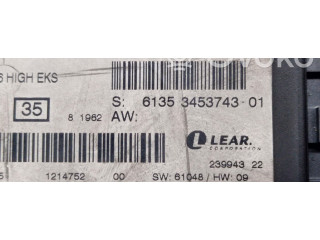 6 HIGH EKS
35
8 1962
S: 6135 3453743-01
AW:
LEAR.
CORPORATION
239943 22
1214752 00 SW: 61048 / HW: 09